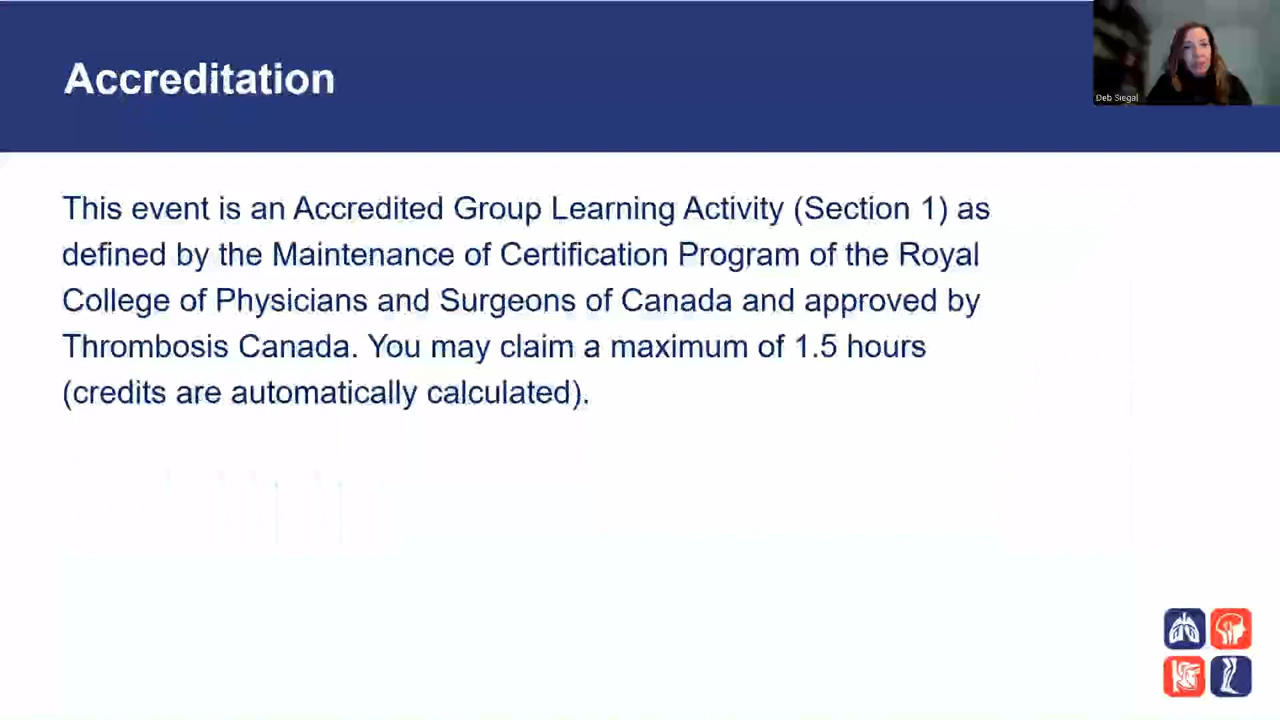 Accreditation
Deb Siegal
This event is an Accredited Group Learning Activity (Section 1) as
defined by the Maintenance of Certification Program of the Royal
College of Physicians and Surgeons of Canada and approved by
Thrombosis Canada. You may claim a maximum of 1.5 hours
(credits are automatically calculated).